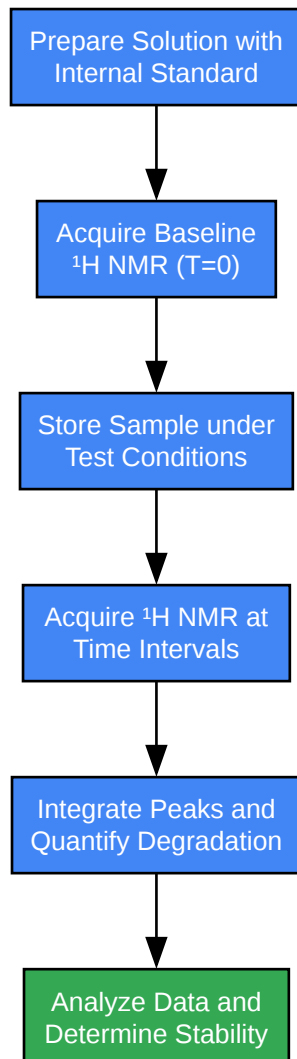 Prepare Solution with
Internal Standard
Acquire Baseline
¹H NMR (T=0)
Store Sample under
Test Conditions
Acquire ¹H NMR at
Time Intervals
Integrate Peaks and
Quantify Degradation
Analyze Data and
Determine Stability